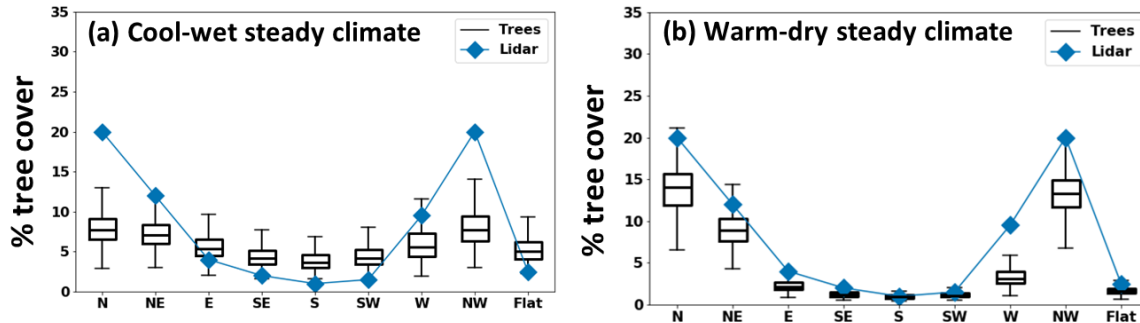 (a) Cool-wet steady climate
Trees
Lidar
% tree cover
35
30
25
20
15
10
5
0
N NE E SE S SW W NW Flat
(b) Warm-dry steady climate
Trees
Lidar
% tree cover
35
30
25
20
15
10
5
0
N NE E SE S SW W NW Flat